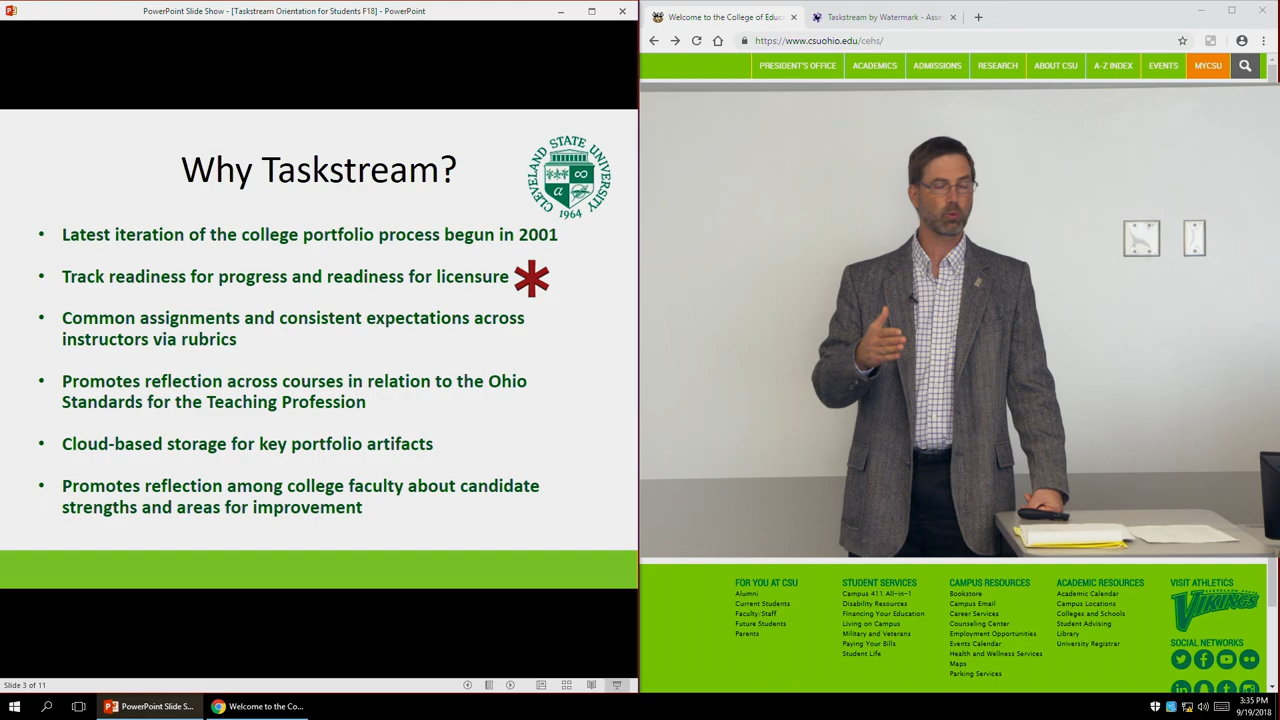 PowerPoint Slide Show - [Taskstream Orientation for Students F18] - PowerPoint
Why Taskstream?
CLEVELAND STATE UNIVERSITY
1964
• Latest iteration of the college portfolio process begun in 2001
• Track readiness for progress and readiness for licensure *
• Common assignments and consistent expectations across
instructors via rubrics
• Promotes reflection across courses in relation to the Ohio
Standards for the Teaching Profession
• Cloud-based storage for key portfolio artifacts
• Promotes reflection among college faculty about candidate
strengths and areas for improvement
Slide 3 of 11
Welcome to the College of Educ
Taskstream by Watermark - Asse
https://www.csuohio.edu/cehs/
PRESIDENT'S OFFICE
ACADEMICS
ADMISSIONS
RESEARCH
ABOUT CSU
A-Z INDEX
EVENTS
MYCSU
FOR YOU AT CSU
Alumni
Current Students
Faculty/Staff
Future Students
Parents
STUDENT SERVICES
Campus 411 All-in-1
Disability Resources
Financing Your Education
Living on Campus
Military and Veterans
Paying Your Bills
Student Life
CAMPUS RESOURCES
Bookstore
Campus Email
Career Services
Counseling Center
Employment Opportunities
Events Calendar
Health and Wellness Services
Maps
Parking Services
ACADEMIC RESOURCES
Academic Calendar
Campus Locations
Colleges and Schools
Student Advising
Library
University Registrar
VISIT ATHLETICS
VIKINGS
SOCIAL NETWORKS
PowerPoint Slide S...
Welcome to the Co...
3:35 PM
9/19/2018